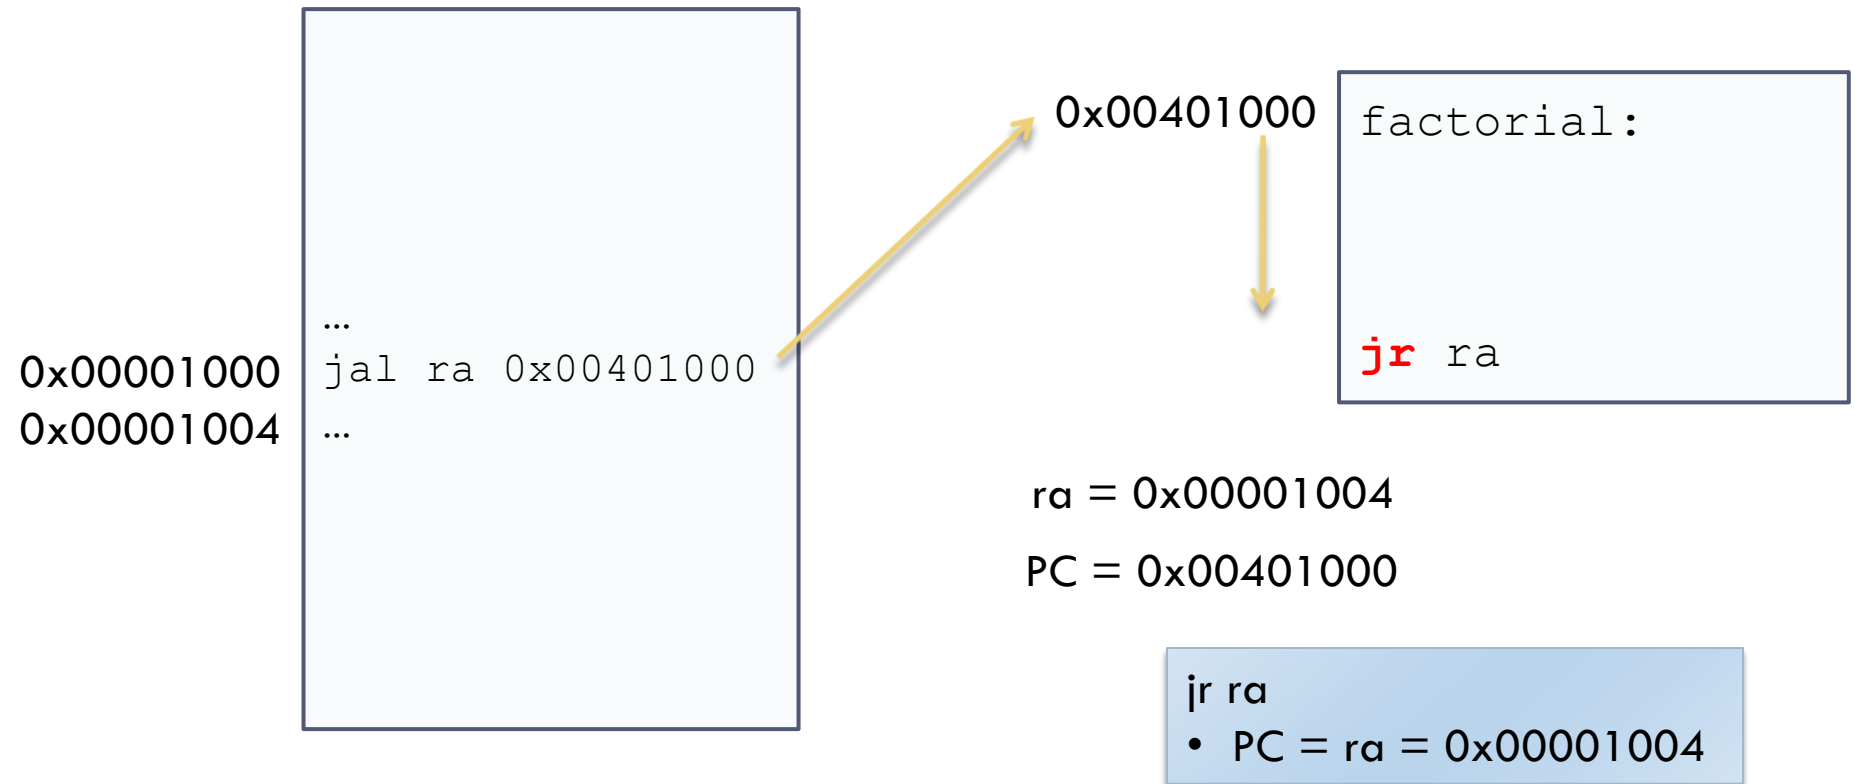 0x00401000
factorial:
…
0x00001000 jal ra 0x00401000
jr ra
0x00001004 …
ra = 0x00001004
PC = 0x00401000
jr ra
• PC = ra = 0x00001004